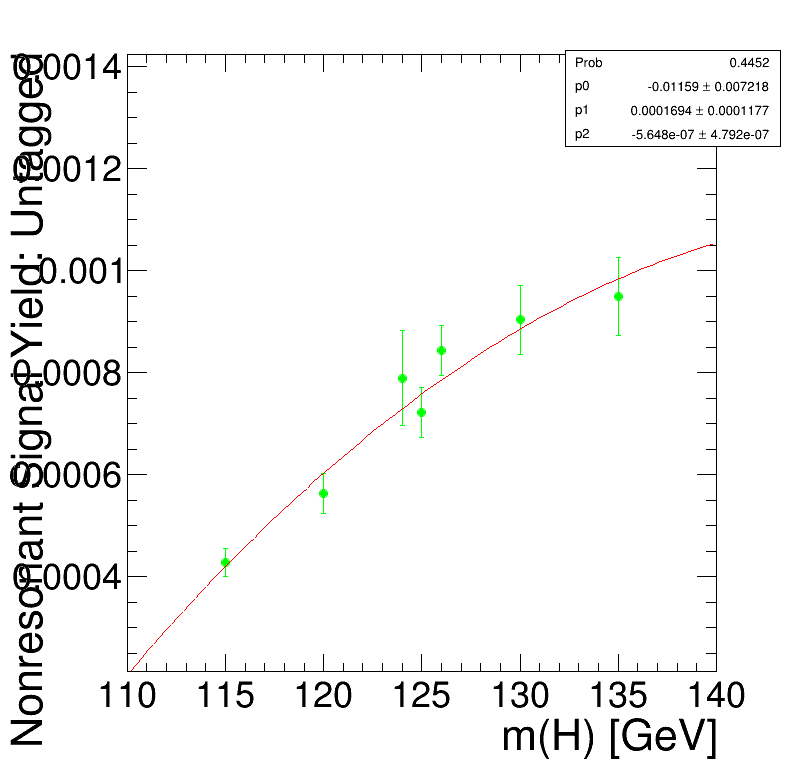 Nonresonant Signal Yield: Untagged
0.0014
0.0012
0.001
0.0008
0.0006
0.0004
Prob 0.4452
p0 -0.01159 ± 0.007218
p1 0.0001694 ± 0.0001177
p2 -5.648e-07 ± 4.792e-07
110 115 120 125 130 135 140
m(H) [GeV]